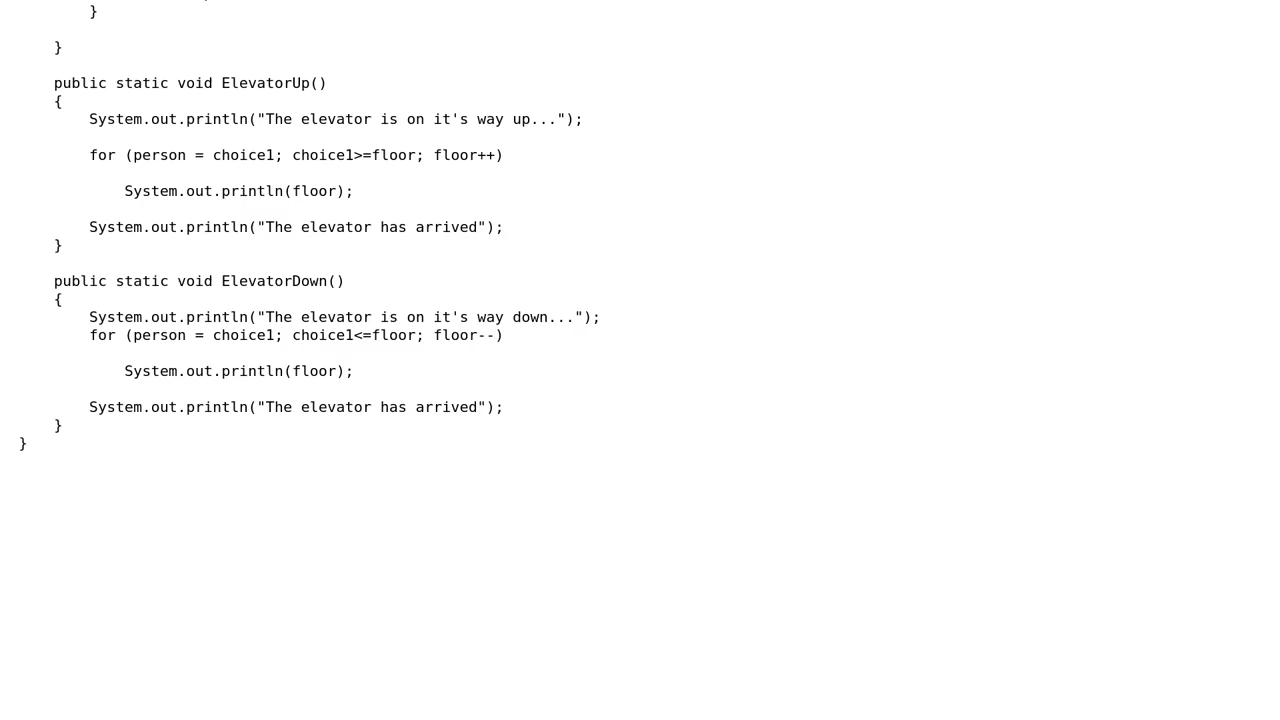 }
}
public static void ElevatorUp()
{
System.out.println("The elevator is on it's way up...");
for (person = choice1; choice1>=floor; floor++)
System.out.println(floor);
System.out.println("The elevator has arrived");
}
public static void ElevatorDown()
{
System.out.println("The elevator is on it's way down...");
for (person = choice1; choice1<=floor; floor--)
System.out.println(floor);
System.out.println("The elevator has arrived");
}
}